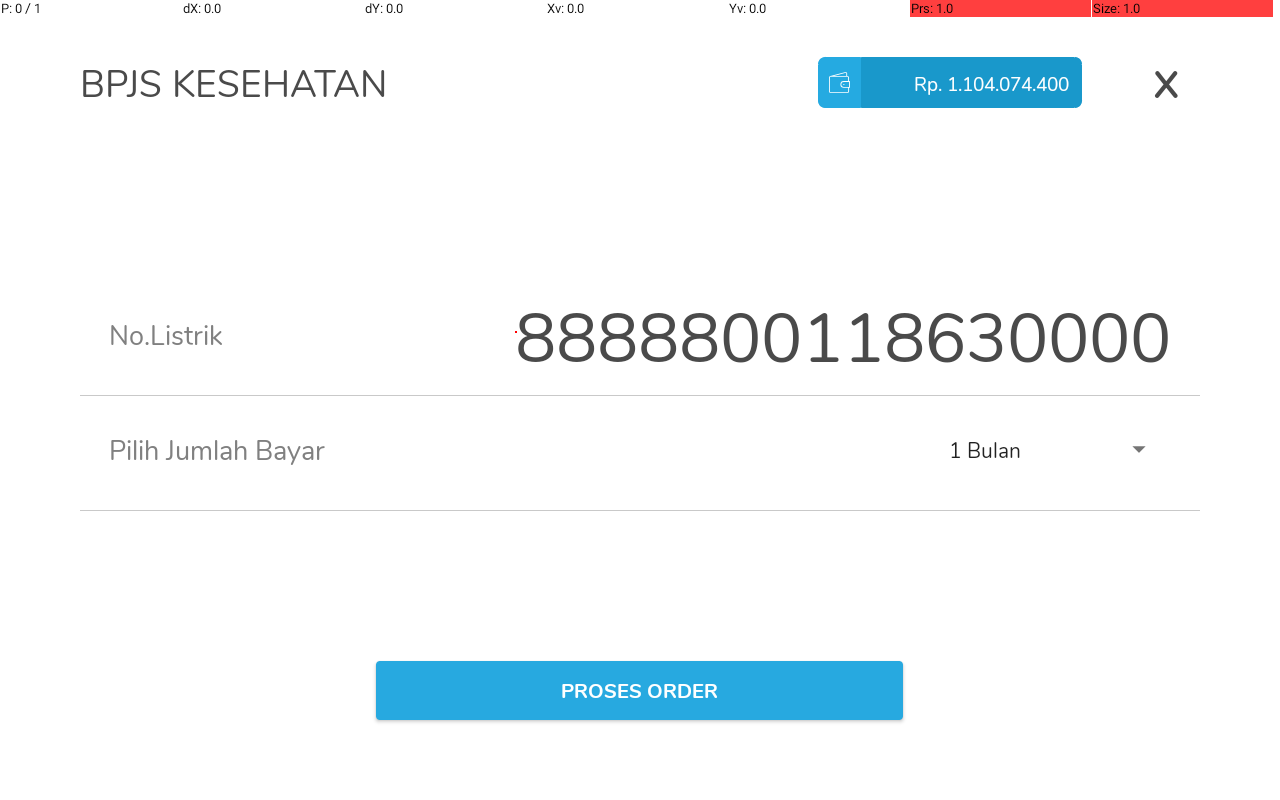 P: 0 / 1 dX: 0.0 dY: 0.0 Xv: 0.0 Yv: 0.0 Prs: 1.0 Size: 1.0
BPJS KESEHATAN Rp. 1.104.074.400 X
No.Listrik 8888800118630000
Pilih Jumlah Bayar 1 Bulan
PROSES ORDER